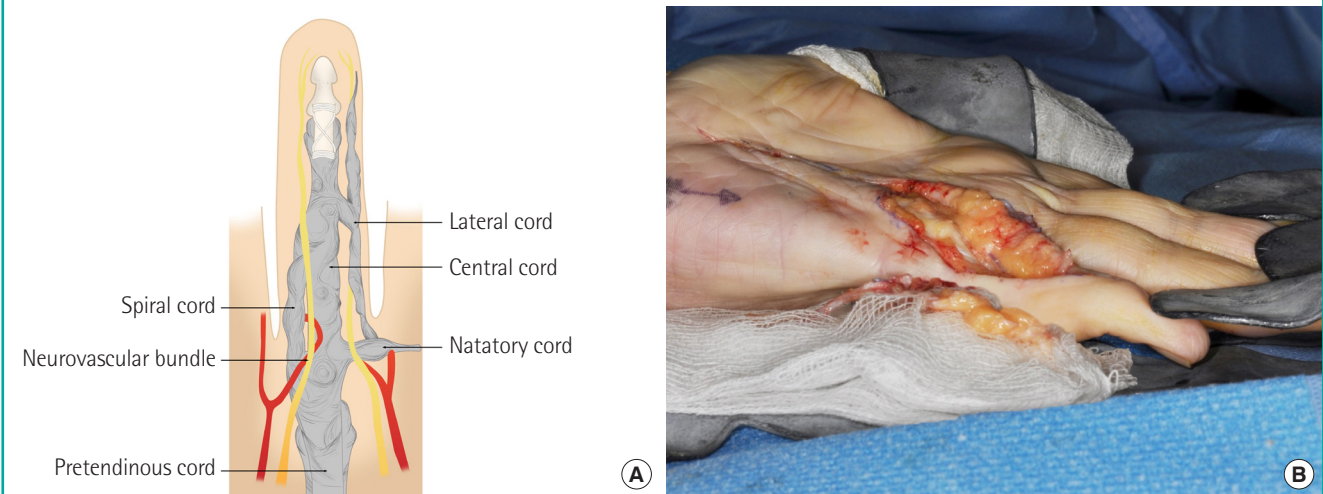 Lateral cord
Central cord
Spiral cord
Neurovascular bundle
Natatory cord
Pretendinous cord
A
B